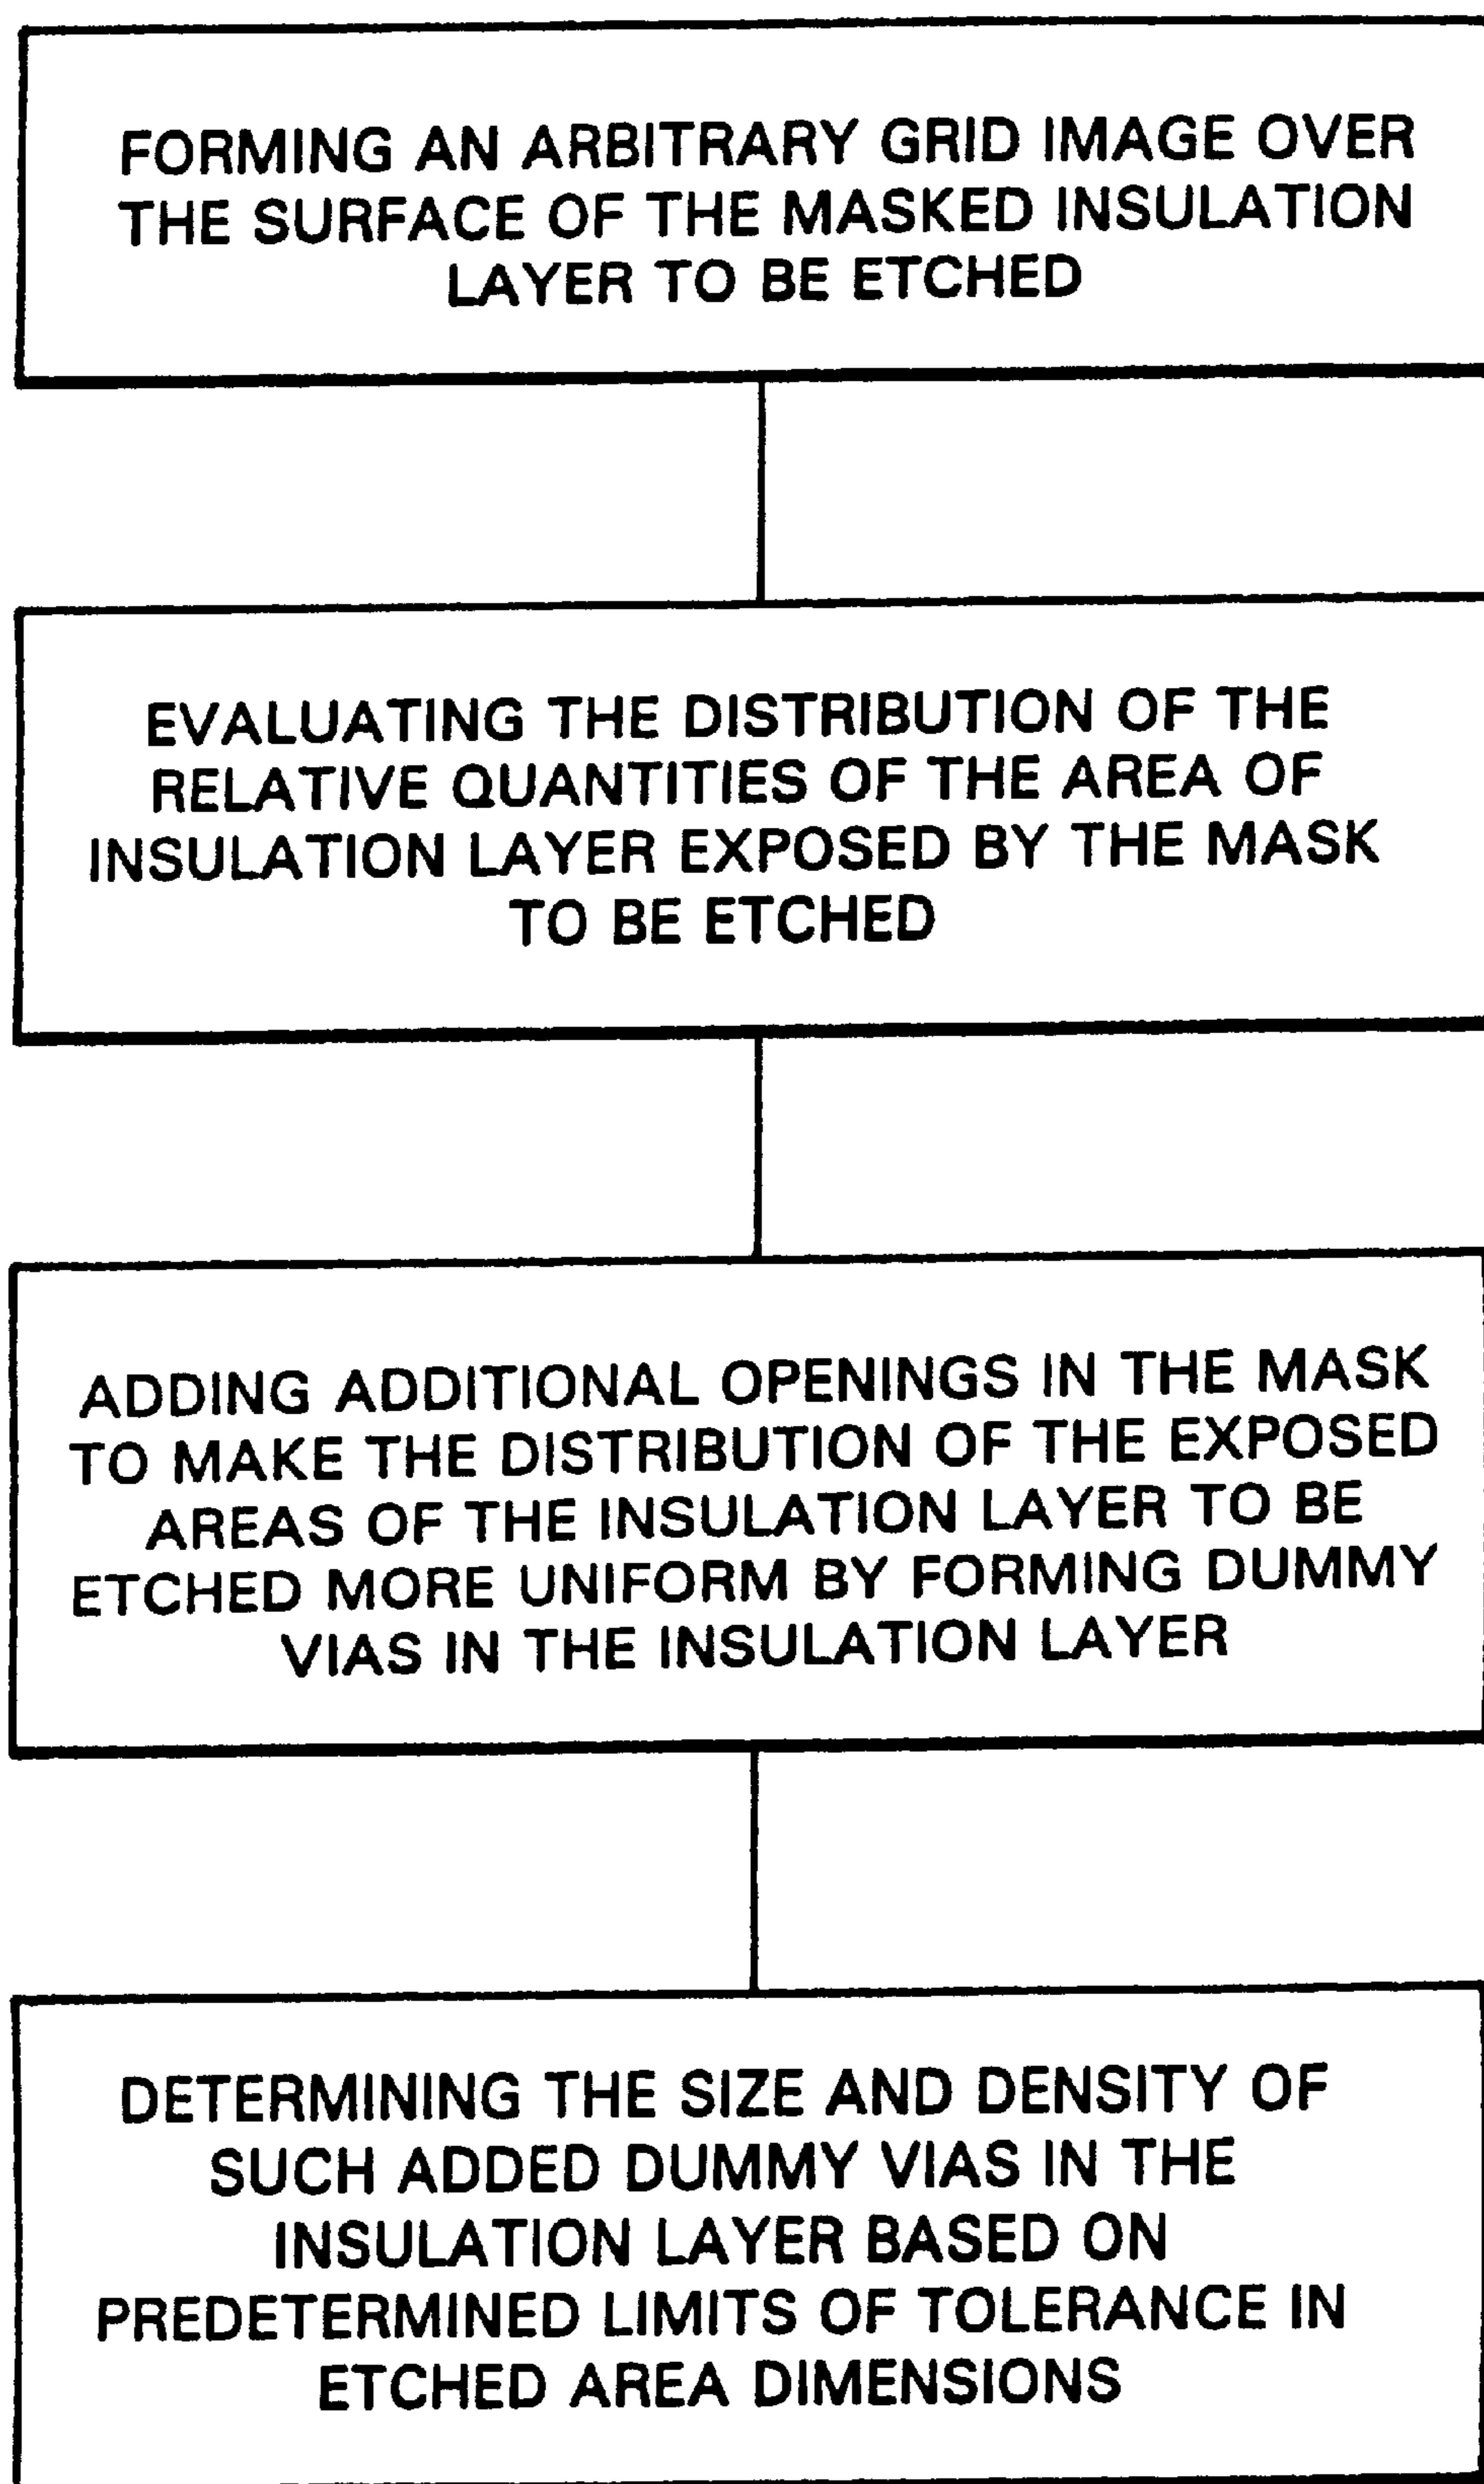 FORMING AN ARBITRARY GRID IMAGE OVER
THE SURFACE OF THE MASKED INSULATION
LAYER TO BE ETCHED
EVALUATING THE DISTRIBUTION OF THE
RELATIVE QUANTITIES OF THE AREA OF
INSULATION LAYER EXPOSED BY THE MASK
TO BE ETCHED
ADDING ADDITIONAL OPENINGS IN THE MASK
TO MAKE THE DISTRIBUTION OF THE EXPOSED
AREAS OF THE INSULATION LAYER TO BE
ETCHED MORE UNIFORM BY FORMING DUMMY
VIAS IN THE INSULATION LAYER
DETERMINING THE SIZE AND DENSITY OF
SUCH ADDED DUMMY VIAS IN THE
INSULATION LAYER BASED ON
PREDETERMINED LIMITS OF TOLERANCE IN
ETCHED AREA DIMENSIONS